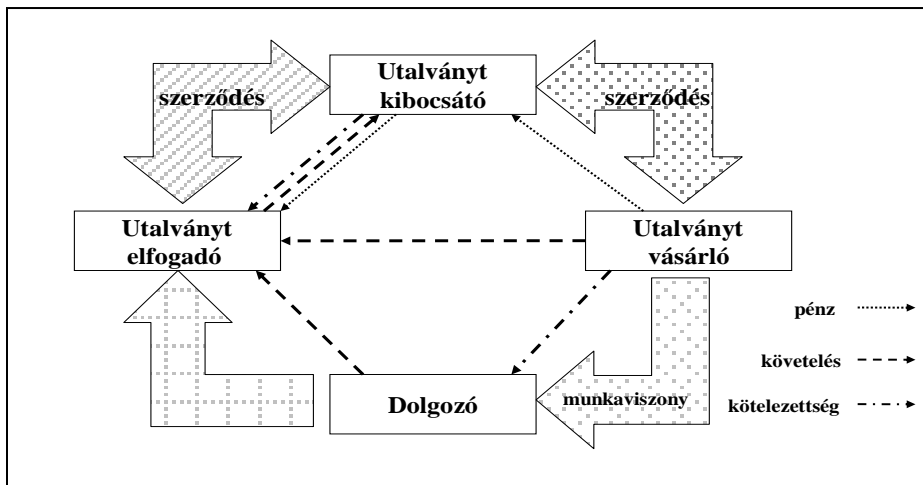 Utalványt
kibocsátó
szerződés
szerződés
Utalványt
elfogadó
Utalványt
vásárló
pénz
követelés
Dolgozó
munkaviszony
kötelezettség